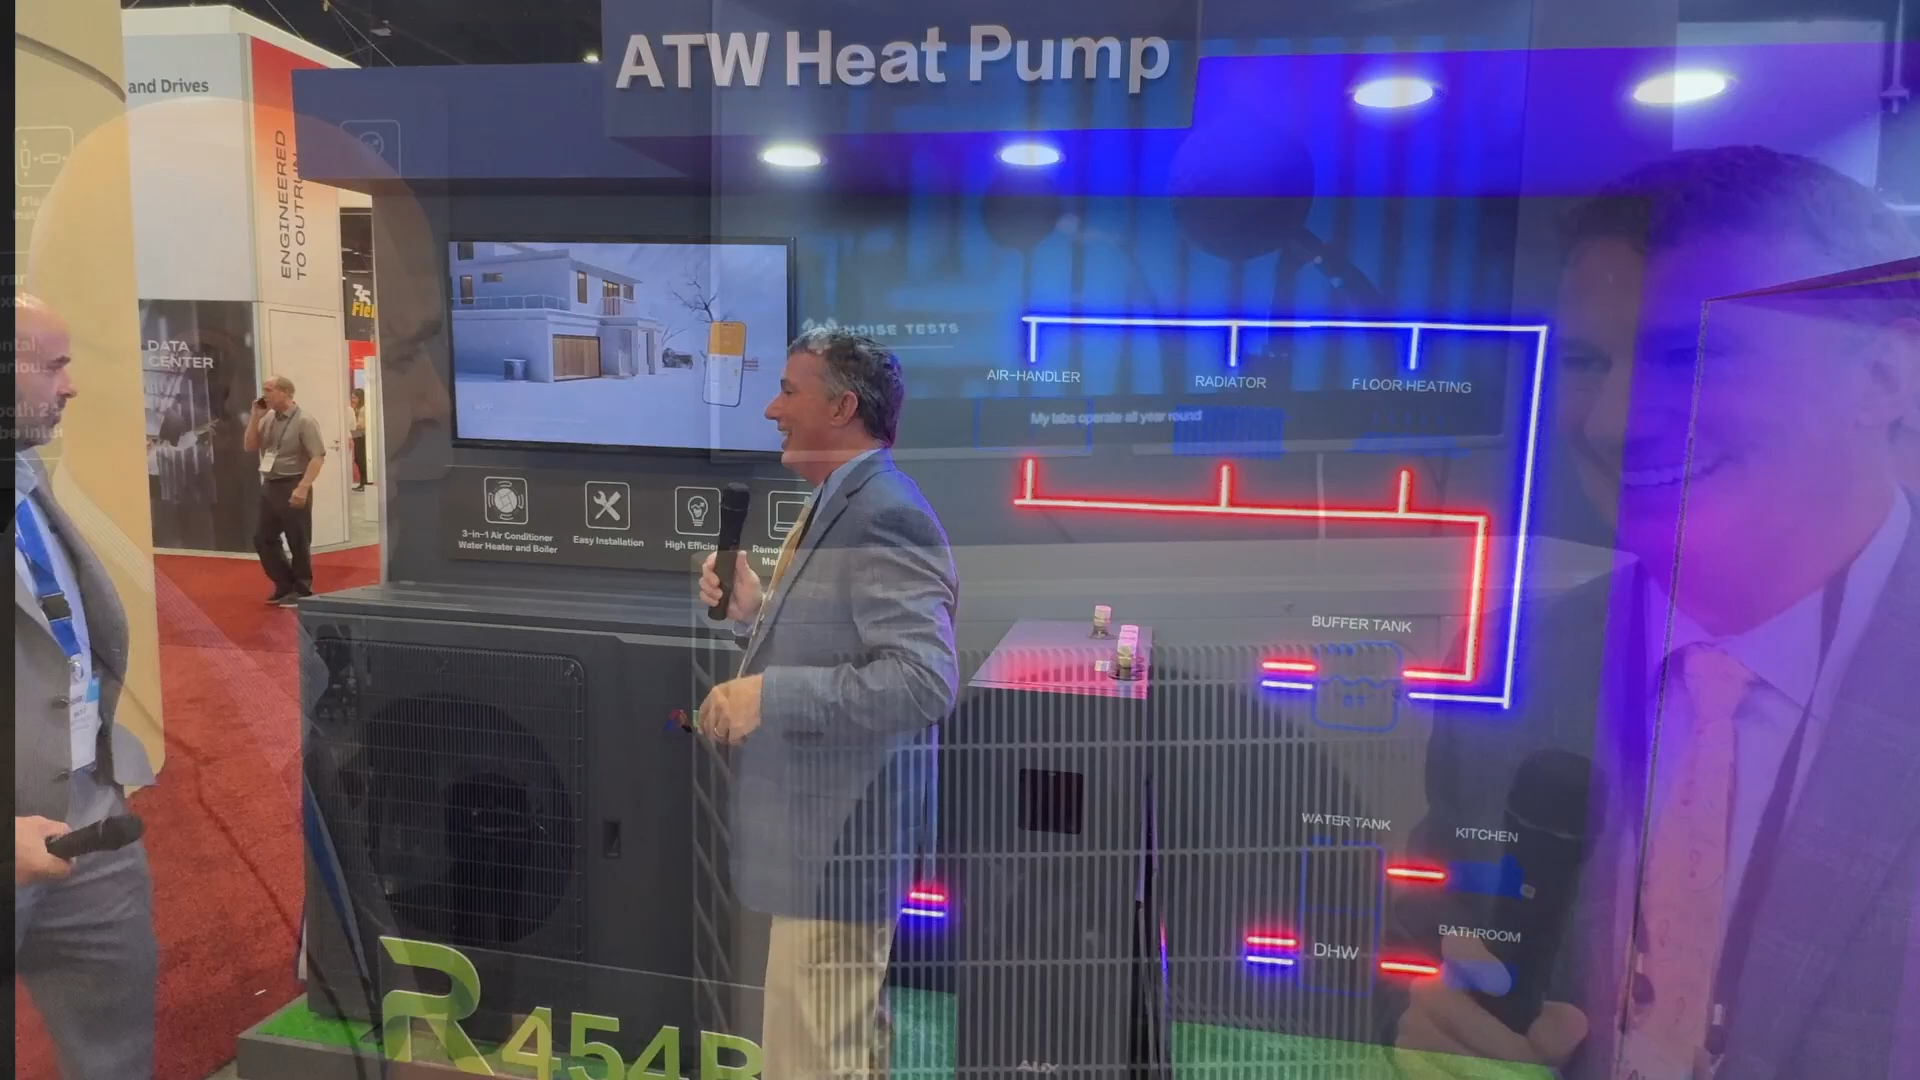 ATW Heat Pump
and Drives
ENGINEERED
TO OUTRUN
DATA
CENTER
NOISE TESTS
AIR-HANDLER
RADIATOR
FLOOR HEATING
My labs operate all year round
3-in-1 Air Conditioner
Water Heater and Boiler
Easy Installation
High
BUFFER TANK
WATER TANK
KITCHEN
BATHROOM
DHW
R454B
AUX